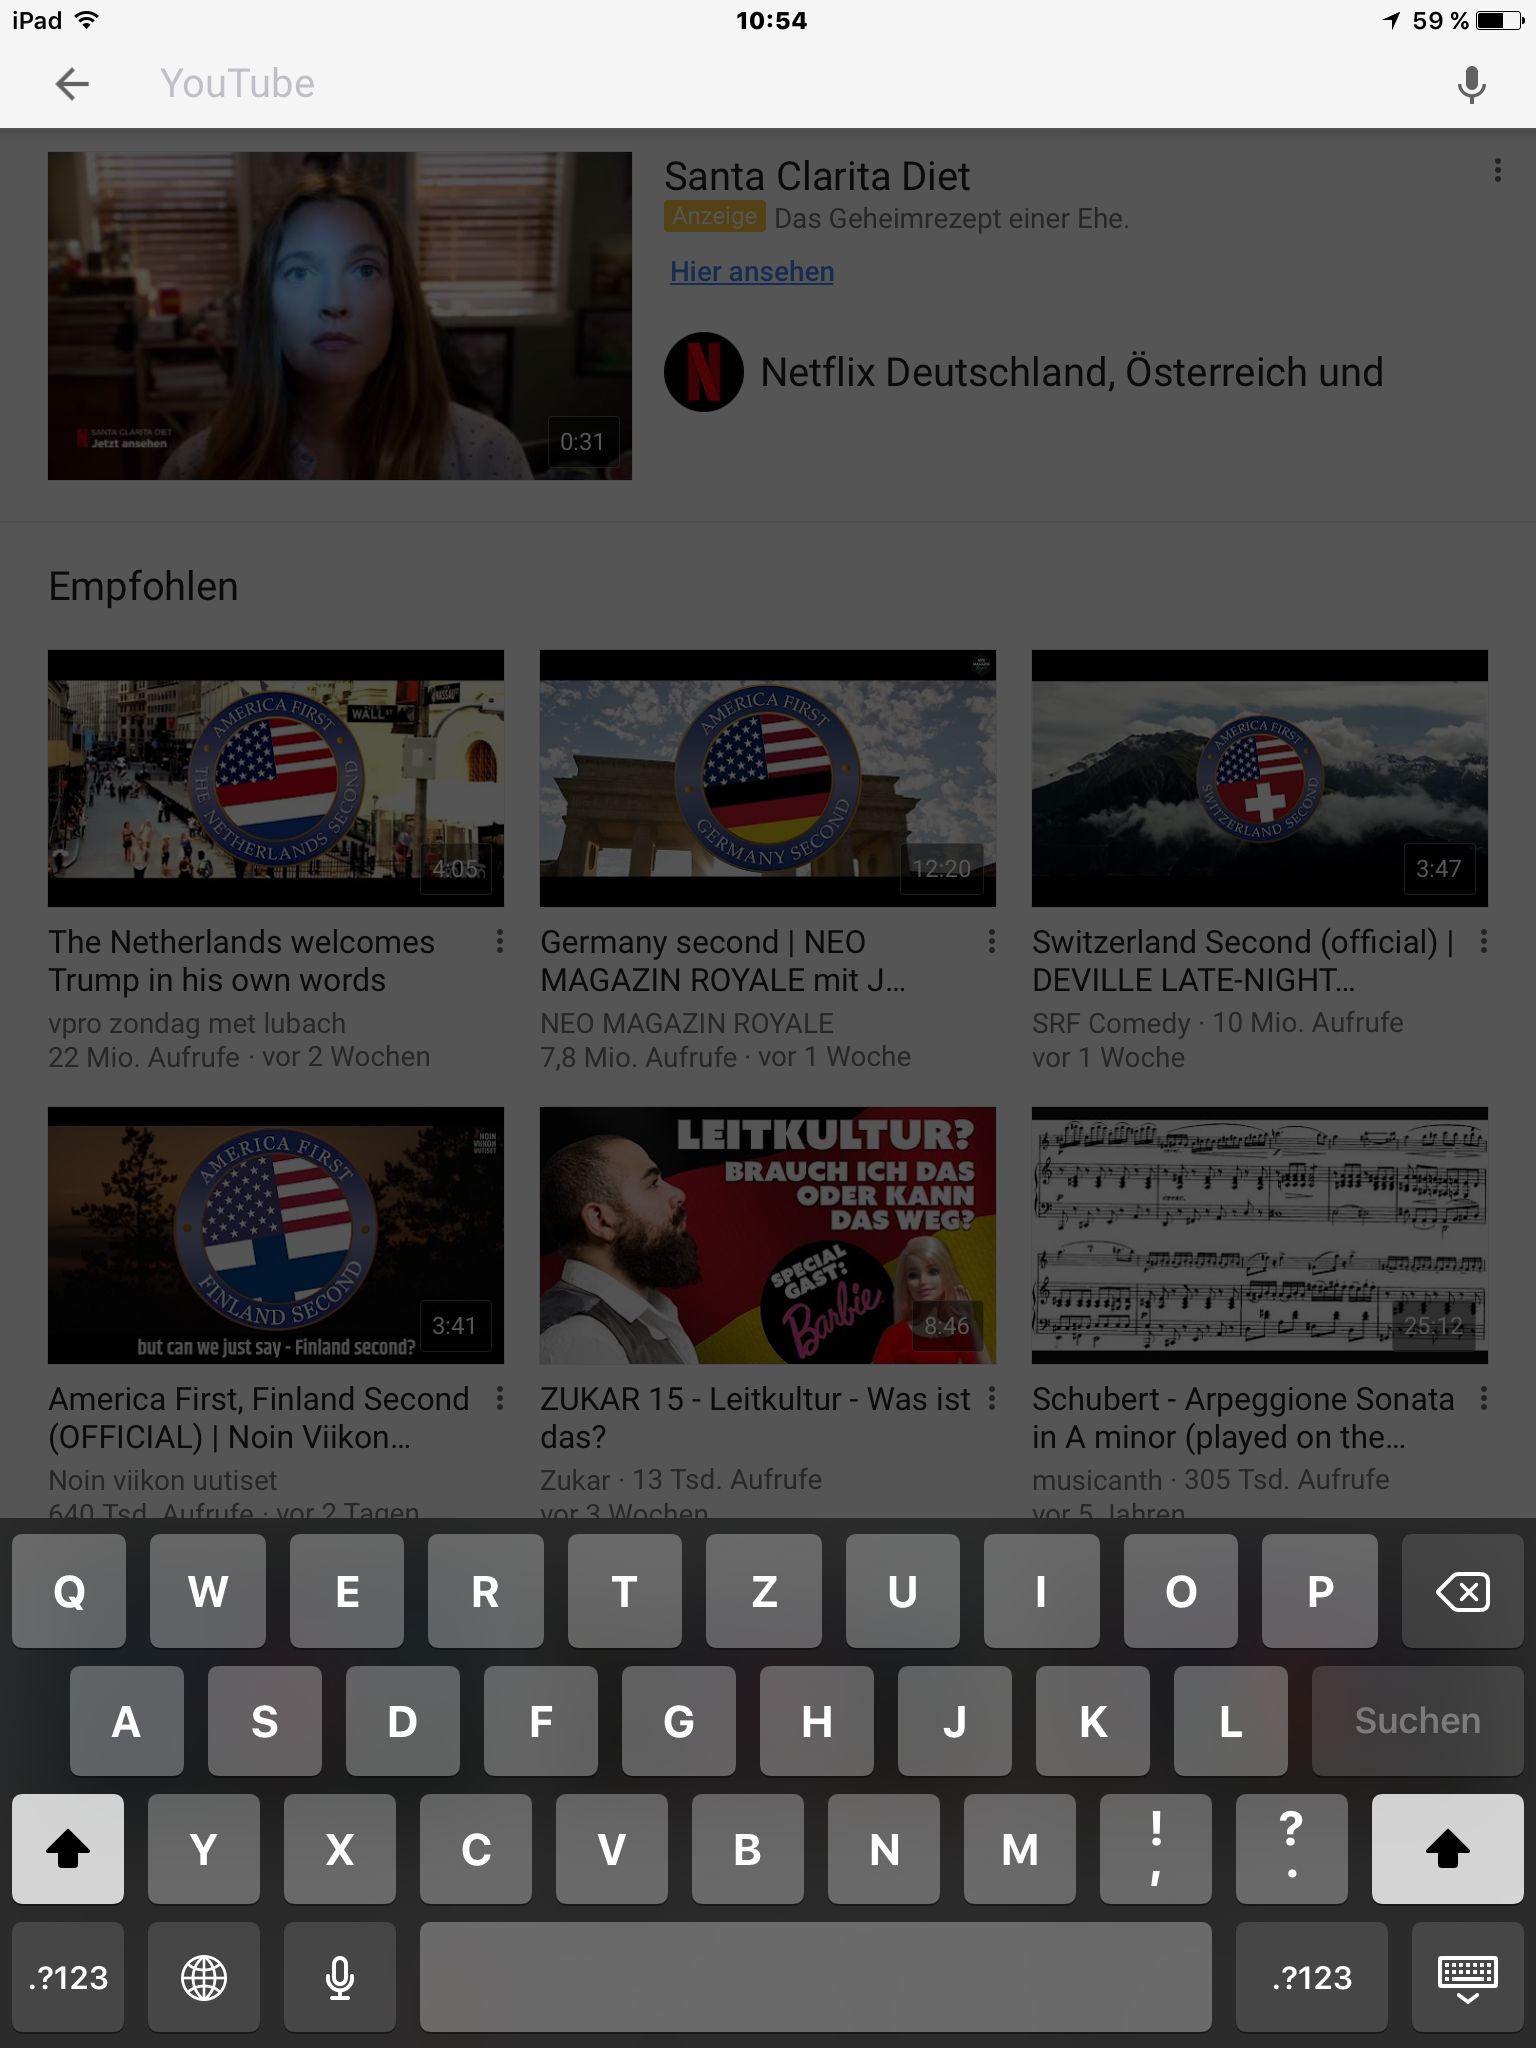 iPad 10:54 59 %
YouTube
Santa Clarita Diet
Anzeige Das Geheimrezept einer Ehe.
Hier ansehen
Netflix Deutschland, Österreich und
SANTA CLARITA DIET
Jetzt ansehen
0:31
Empfohlen
WALL ST
NASSAU
AMERICA FIRST
THE NETHERLANDS SECOND
4:05
AMERICA FIRST
GERMANY SECOND
12:20
AMERICA FIRST
SWITZERLAND SECOND
3:47
The Netherlands welcomes
Trump in his own words
vpro zondag met lubach
22 Mio. Aufrufe · vor 2 Wochen
Germany second | NEO
MAGAZIN ROYALE mit J...
NEO MAGAZIN ROYALE
7,8 Mio. Aufrufe · vor 1 Woche
Switzerland Second (official) |
DEVILLE LATE-NIGHT...
SRF Comedy · 10 Mio. Aufrufe
vor 1 Woche
NOIN
VIIKON
UUTISET
AMERICA FIRST
FINLAND SECOND
but can we just say - Finland second?
3:41
LEITKULTUR?
BRAUCH ICH DAS
ODER KANN
DAS WEG?
SPECIAL
GAST:
Barbie
8:46
cresc.
25:12
America First, Finland Second
(OFFICIAL) | Noin Viikon...
Noin viikon uutiset
640 Tsd. Aufrufe · vor 2 Tagen
ZUKAR 15 - Leitkultur - Was ist
das?
Zukar · 13 Tsd. Aufrufe
vor 3 Wochen
Schubert - Arpeggione Sonata
in A minor (played on the...
musicanth · 305 Tsd. Aufrufe
vor 5 Jahren
Q W E R T Z U I O P
A S D F G H J K L Suchen
Y X C V B N M ! , ? .
.?123 .?123